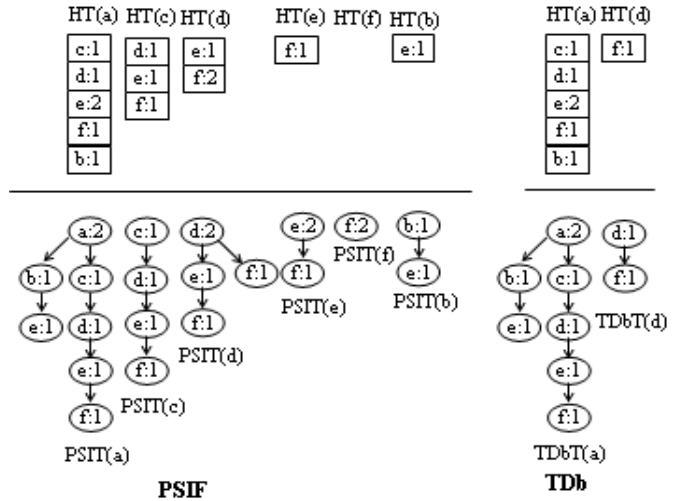 HT(a) HT(c) HT(d) HT(e) HT(f) HT(b) HT(a) HT(d)
c:1 d:1 e:1 f:1 e:1 c:1 f:1
d:1 e:1 f:2 d:1
e:2 f:1 e:2
f:1 f:1
b:1 b:1
a:2 c:1 d:2 e:2 f:2 b:1 a:2 d:1
PSIT(f)
b:1 c:1 d:1 e:1 f:1 f:1 e:1 b:1 c:1 f:1
PSIT(e) PSIT(b)
e:1 d:1 e:1 f:1 e:1 d:1 TDbT(d)
PSIT(d)
e:1 f:1 e:1
PSIT(c)
f:1 f:1
PSIT(a) TDbT(a)
PSIF TDb